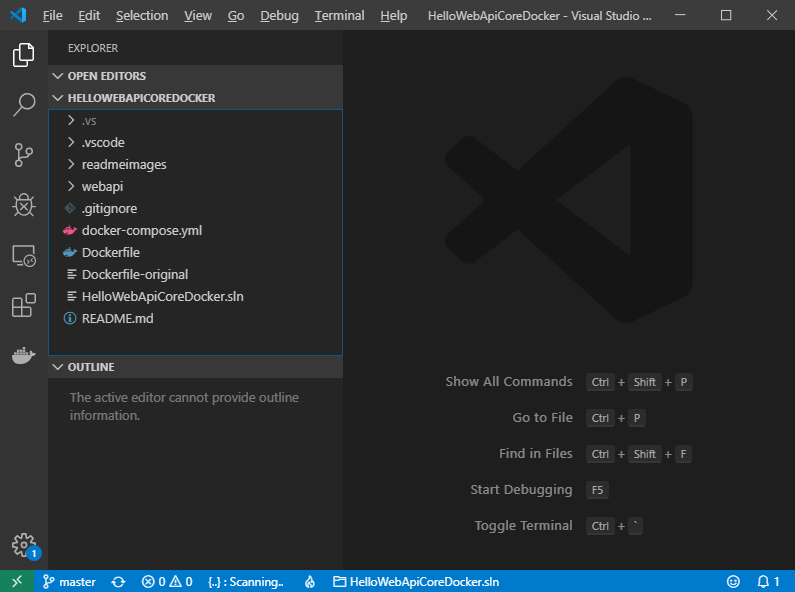 File Edit Selection View Go Debug Terminal Help HelloWebApiCoreDocker - Visual Studio ...
EXPLORER
OPEN EDITORS
HELLOWEBAPICOREDOCKER
.vs
.vscode
readmeimages
webapi
.gitignore
docker-compose.yml
Dockerfile
Dockerfile-original
HelloWebApiCoreDocker.sln
README.md
OUTLINE
The active editor cannot provide outline
information.
Show All Commands Ctrl + Shift + P
Go to File Ctrl + P
Find in Files Ctrl + Shift + F
Start Debugging F5
Toggle Terminal Ctrl + `
1
master 0 0 {..} : Scanning.. HelloWebApiCoreDocker.sln 1